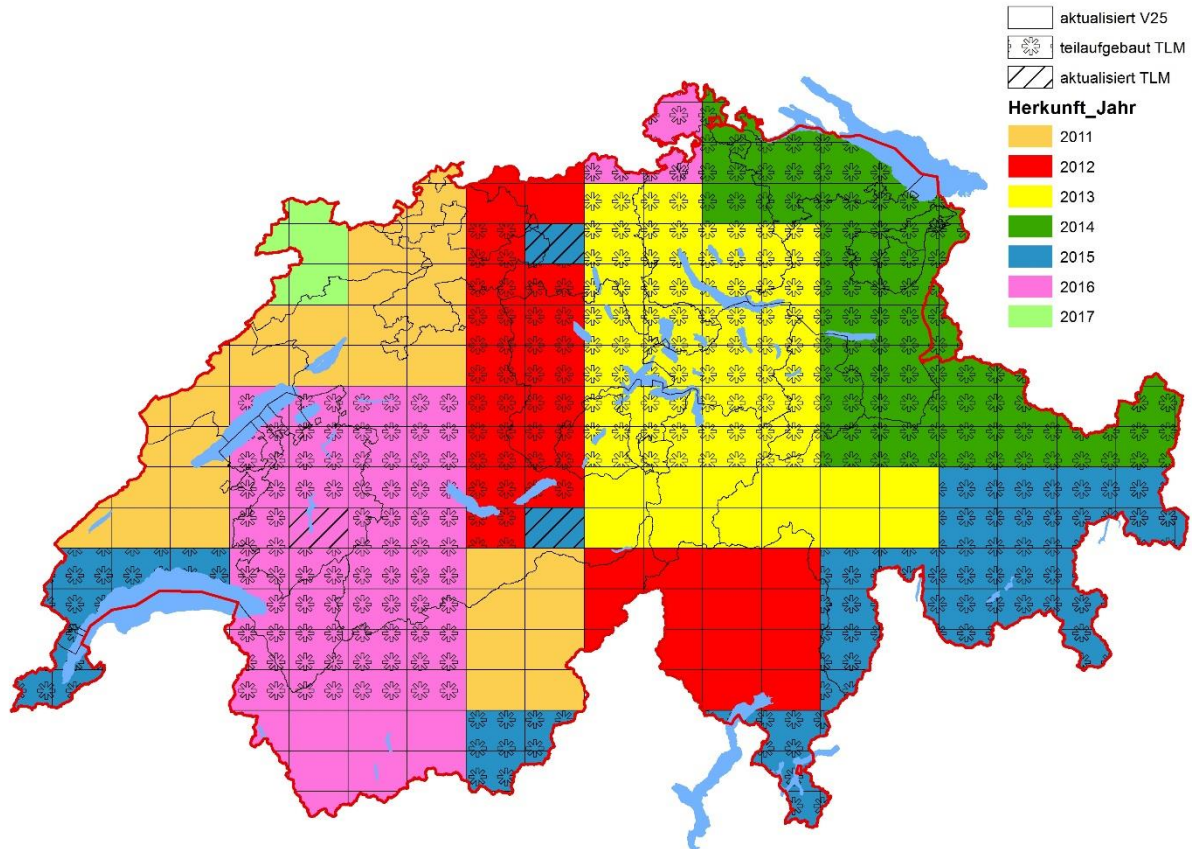 aktualisiert V25
teilaufgebaut TLM
aktualisiert TLM
Herkunft_Jahr
2011
2012
2013
2014
2015
2016
2017